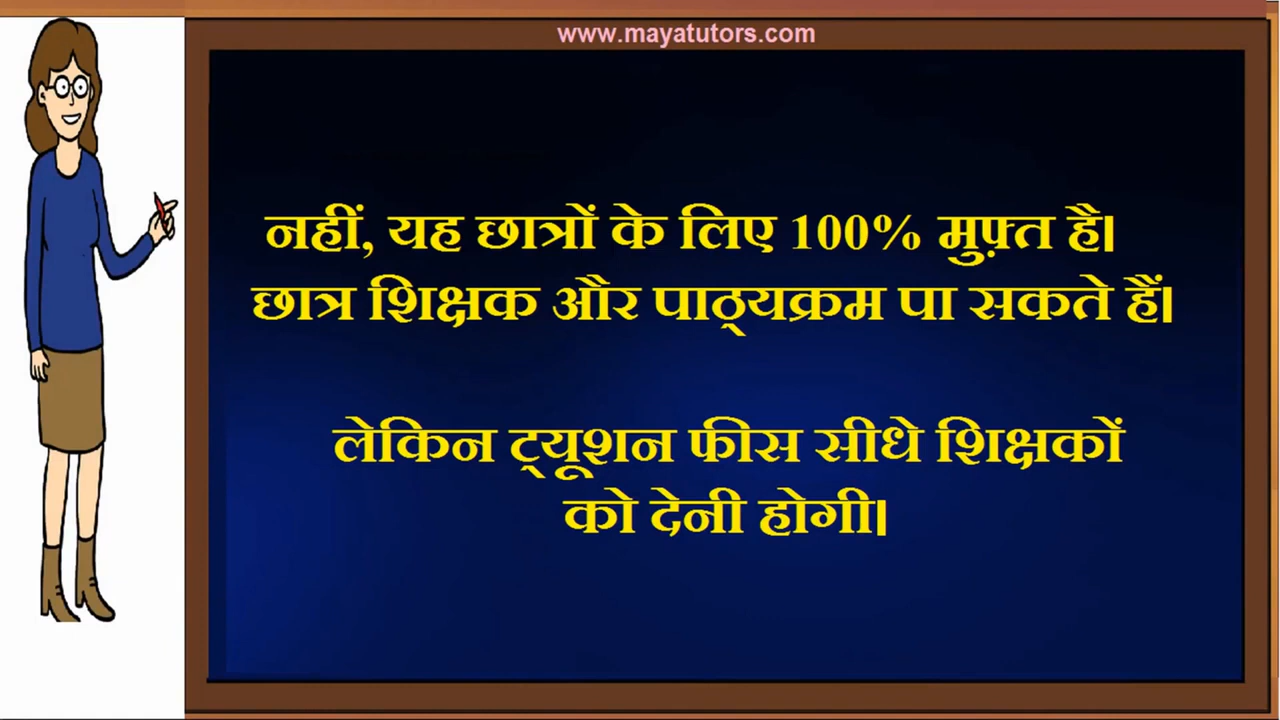 www.mayatutors.com
नहीं, यह छात्रों के लिए 100% मुफ़्त है।
छात्र शिक्षक और पाठ्यक्रम पा सकते हैं।
लेकिन ट्यूशन फीस सीधे शिक्षकों
को देनी होगी।